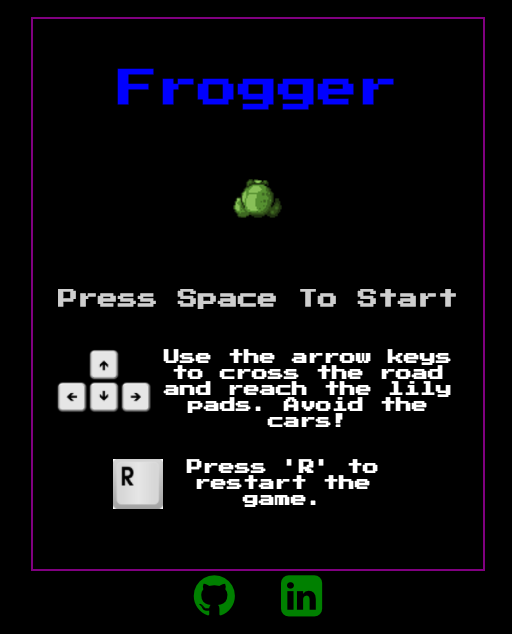 Frogger
Press Space To Start
Use the arrow keys
to cross the road
and reach the lily
pads. Avoid the
cars!
R
Press 'R' to
restart the
game.
in